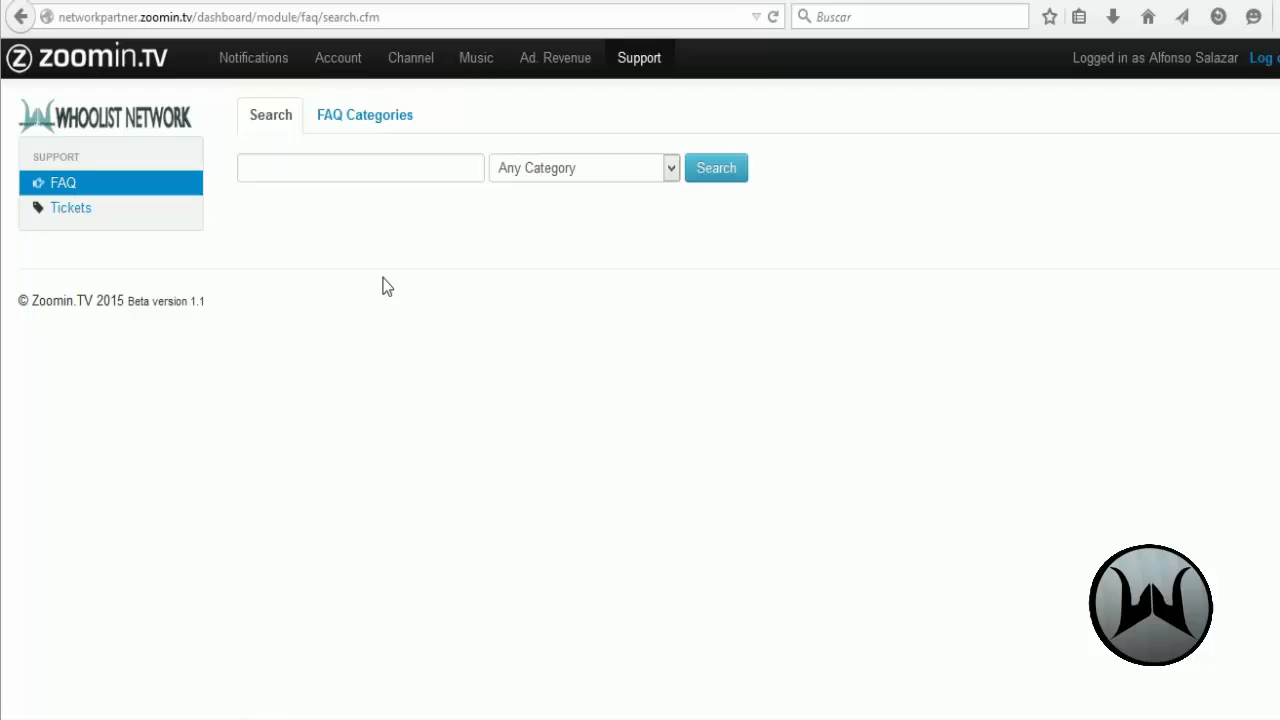 networkpartner.zoomin.tv/dashboard/module/faq/search.cfm
Buscar
zoomin.tv Notifications Account Channel Music Ad. Revenue Support Logged in as Alfonso Salazar Log
WHOOLIST NETWORK
Search FAQ Categories
SUPPORT
Any Category Search
FAQ
Tickets
© Zoomin.TV 2015 Beta version 1.1